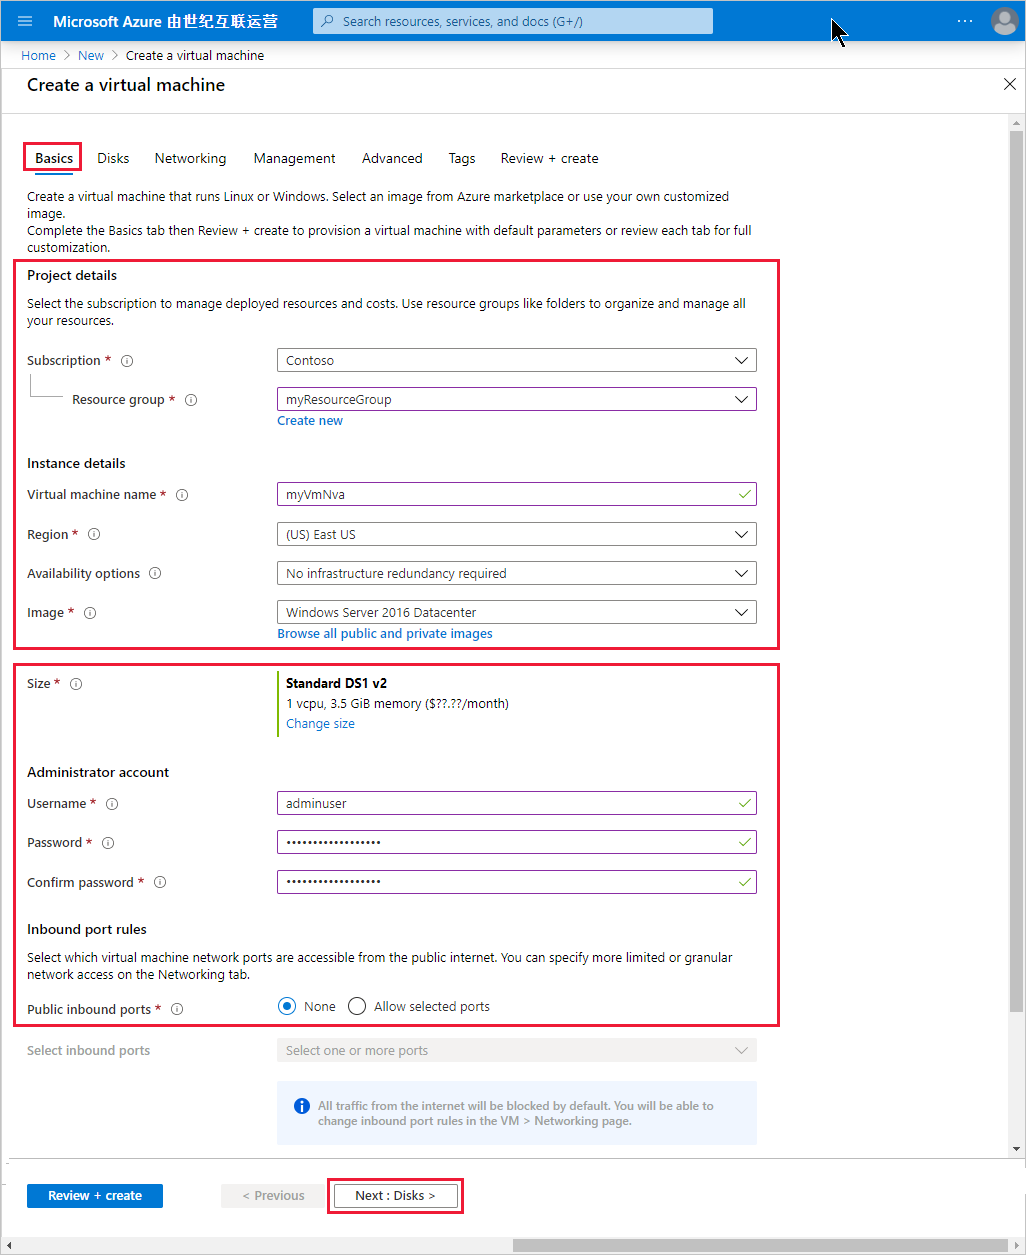 Microsoft Azure 由世纪互联运营
Search resources, services, and docs (G+/)
...
Home > New > Create a virtual machine
Create a virtual machine
Basics Disks Networking Management Advanced Tags Review + create
Create a virtual machine that runs Linux or Windows. Select an image from Azure marketplace or use your own customized
image.
Complete the Basics tab then Review + create to provision a virtual machine with default parameters or review each tab for full
customization.
Project details
Select the subscription to manage deployed resources and costs. Use resource groups like folders to organize and manage all
your resources.
Subscription * Contoso
Resource group * myResourceGroup
Create new
Instance details
Virtual machine name * myVmNva
Region * (US) East US
Availability options No infrastructure redundancy required
Image * Windows Server 2016 Datacenter
Browse all public and private images
Size * Standard DS1 v2
1 vcpu, 3.5 GiB memory ($??.??/month)
Change size
Administrator account
Username * adminuser
Password * ••••••••••••••••••
Confirm password * ••••••••••••••••••
Inbound port rules
Select which virtual machine network ports are accessible from the public internet. You can specify more limited or granular
network access on the Networking tab.
Public inbound ports * None Allow selected ports
Select inbound ports Select one or more ports
All traffic from the internet will be blocked by default. You will be able to
change inbound port rules in the VM > Networking page.
Review + create < Previous Next : Disks >